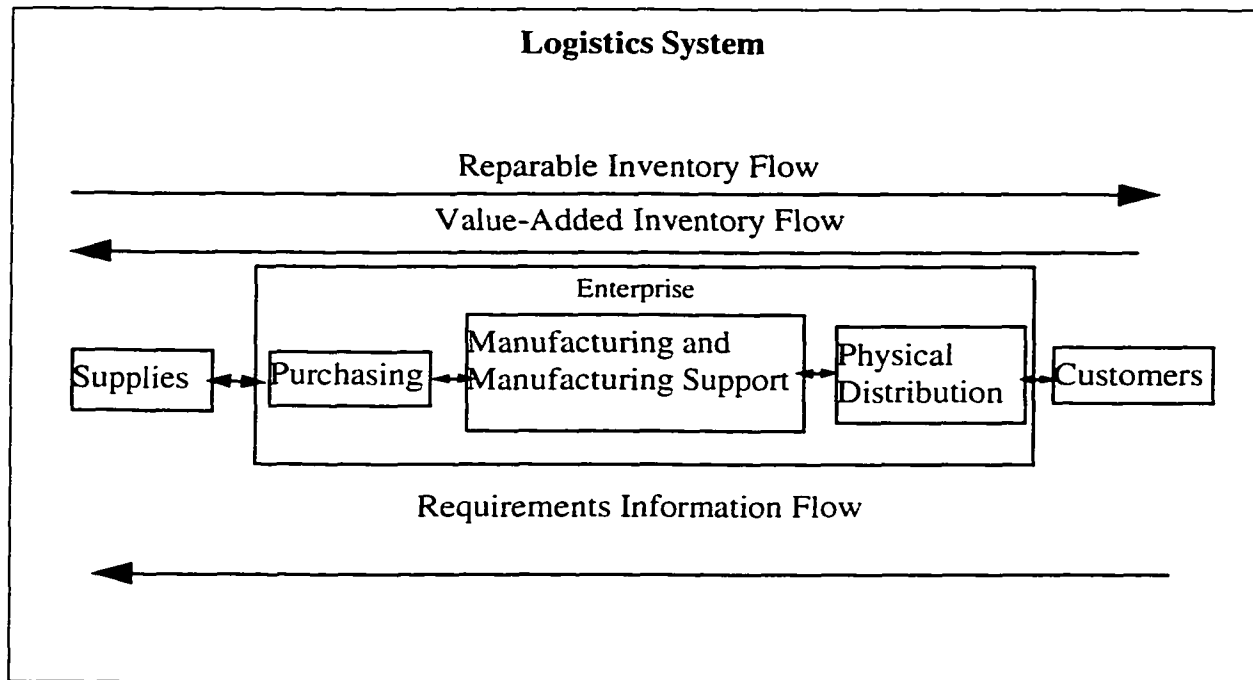 Logistics System
Reparable Inventory Flow
Value-Added Inventory Flow
Enterprise
Supplies
Purchasing
Manufacturing and
Manufacturing Support
Physical
Distribution
Customers
Requirements Information Flow